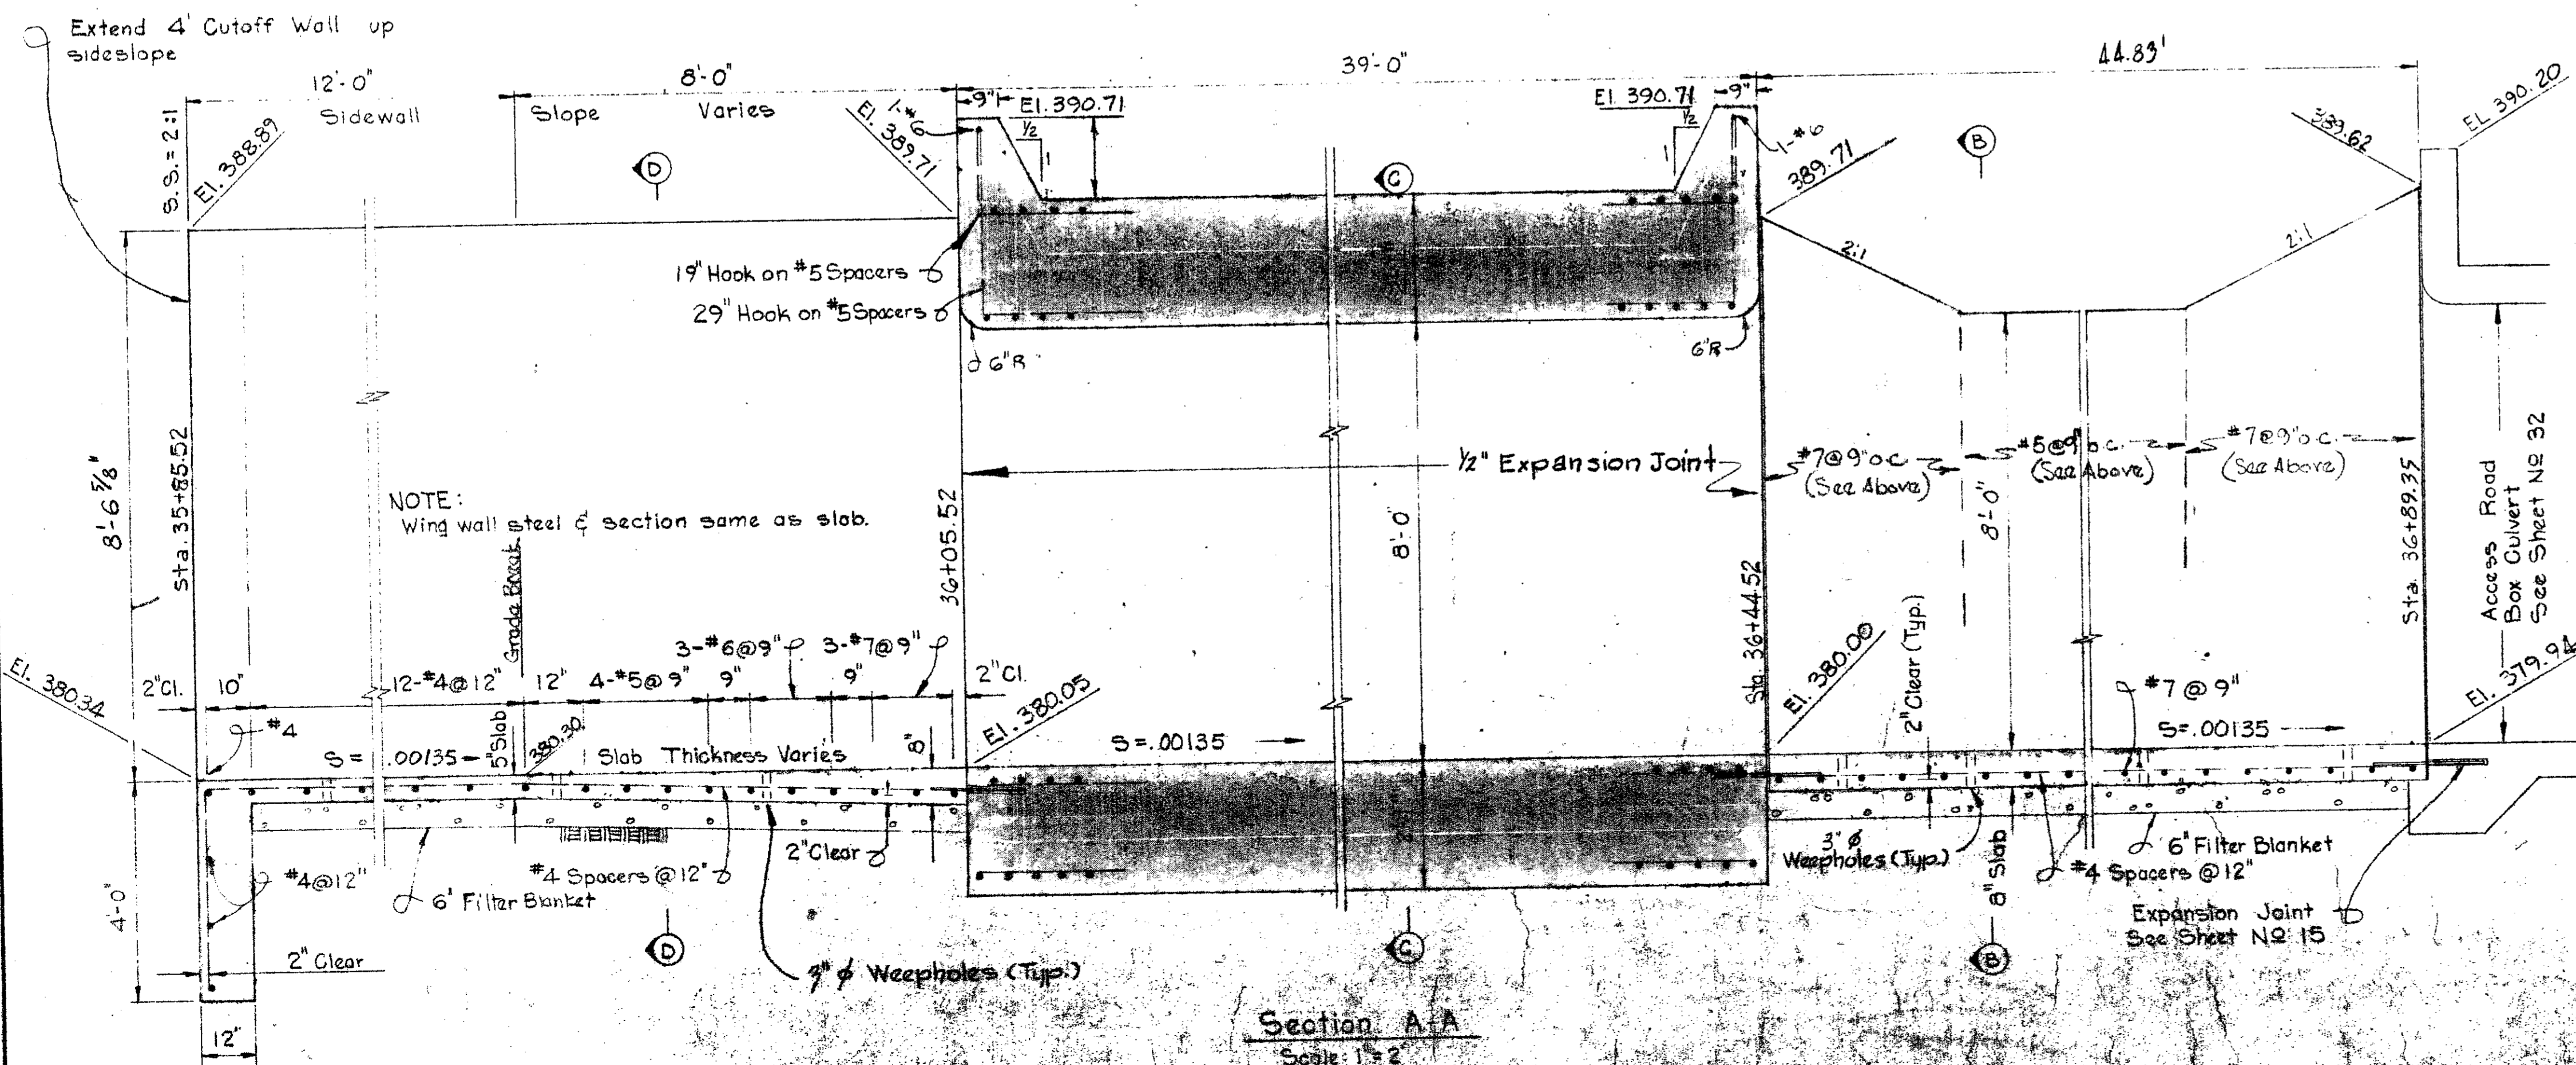 Extend 4' Cutoff Wall up
sideslope
12'-0"
8'-0"
39'-0"
44.83'
Sidewall
Slope Varies
S.S. = 2:1
El. 388.89
El. 389.71
1-#6
9"
El. 390.71
1/2
1
El. 390.71
9"
1/2
1
1-#6
389.71
B
D
C
389.62
EL. 390.20
2:1
2:1
19" Hook on #5 Spacers
29" Hook on #5 Spacers
6"R
6"R
8'-6 5/8"
Sta. 35+85.52
NOTE:
Wing wall steel & section same as slab.
Grade Break
36+05.52
1/2" Expansion Joint
8'-0"
Sta. 36+44.52
#7@9"o.c.
(See Above)
#5@9"o.c.
(See Above)
#7@9"o.c.
(See Above)
8'-0"
Sta. 36+89.35
Access Road
Box Culvert
See Sheet No 32
El. 380.34
2"Cl.
10"
12-#4@12"
12"
4-#5@9"
9"
3-#6@9"
9"
3-#7@9"
2"Cl.
El. 380.05
El. 380.00
2"Clear (Typ.)
#7 @ 9"
El. 379.94
#4
S= .00135
5"Slab
380.30
Slab Thickness Varies
8"
S=.00135
S=.00135
4'-0"
#4@12"
6" Filter Blanket
#4 Spacers @12"
2"Clear
3" φ
Weepholes (Typ.)
8" Slab
6" Filter Blanket
#4 Spacers @12"
Expansion Joint
See Sheet No 15
2" Clear
D
3" φ Weepholes (Typ.)
C
B
12"
Section A-A
Scale: 1"=2'